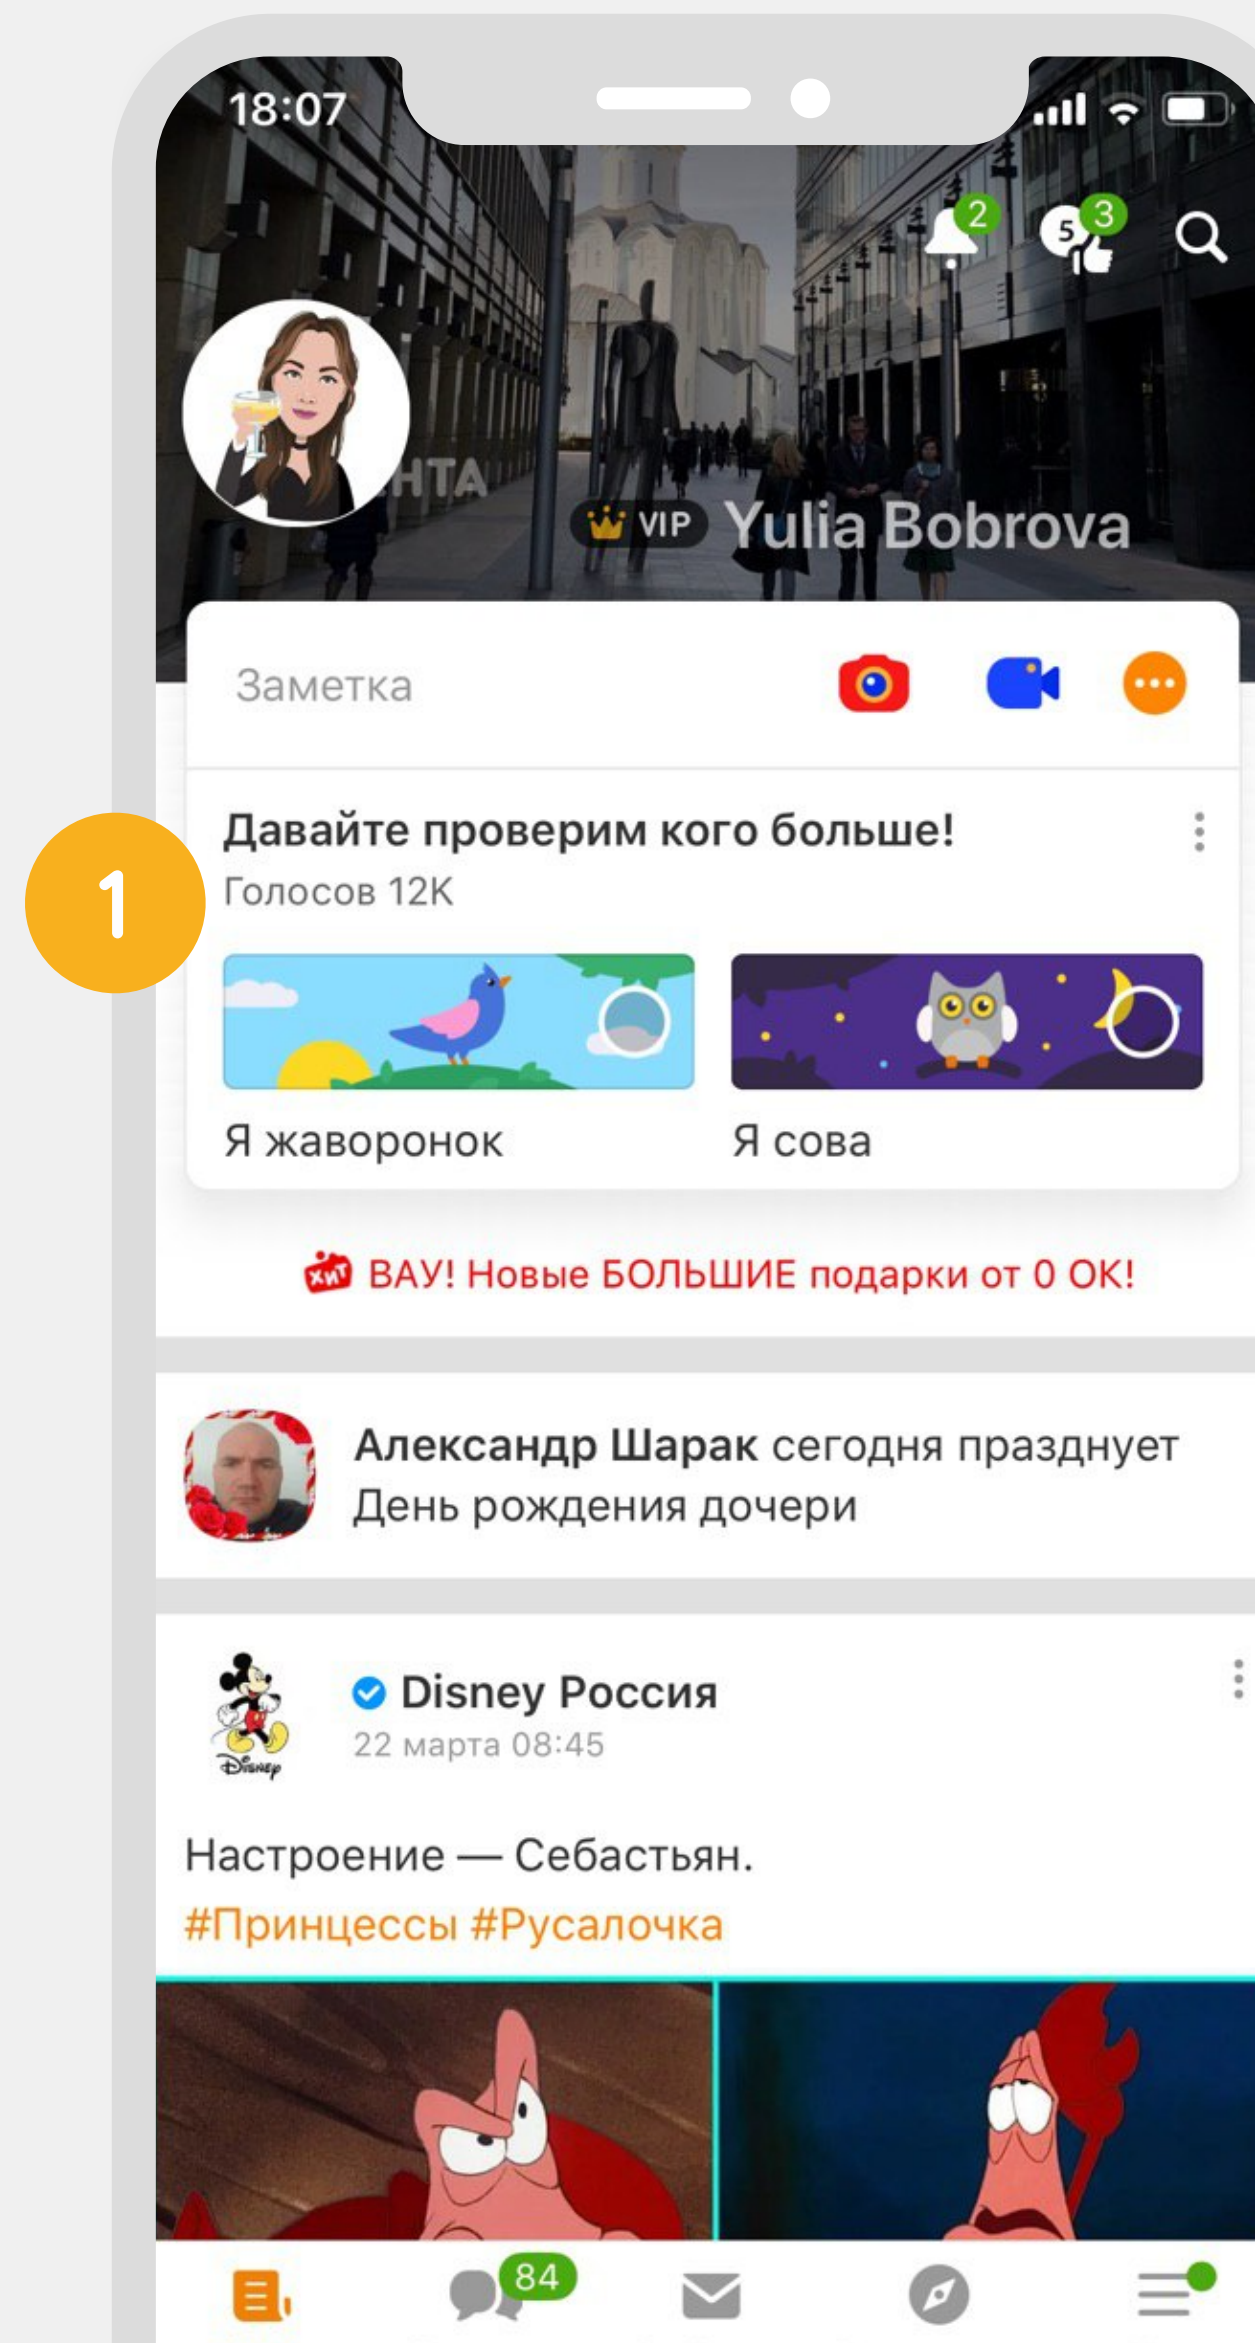 18:07
2
5
3
НТА
VIP Yulia Bobrova
Заметка
1
Давайте проверим кого больше!
Голосов 12K
Я жаворонок
Я сова
ХИТ ВАУ! Новые БОЛЬШИЕ подарки от 0 ОК!
Александр Шарак сегодня празднует
День рождения дочери
Disney Россия
22 марта 08:45
Disney
Настроение — Себастьян.
#Принцессы #Русалочка
84